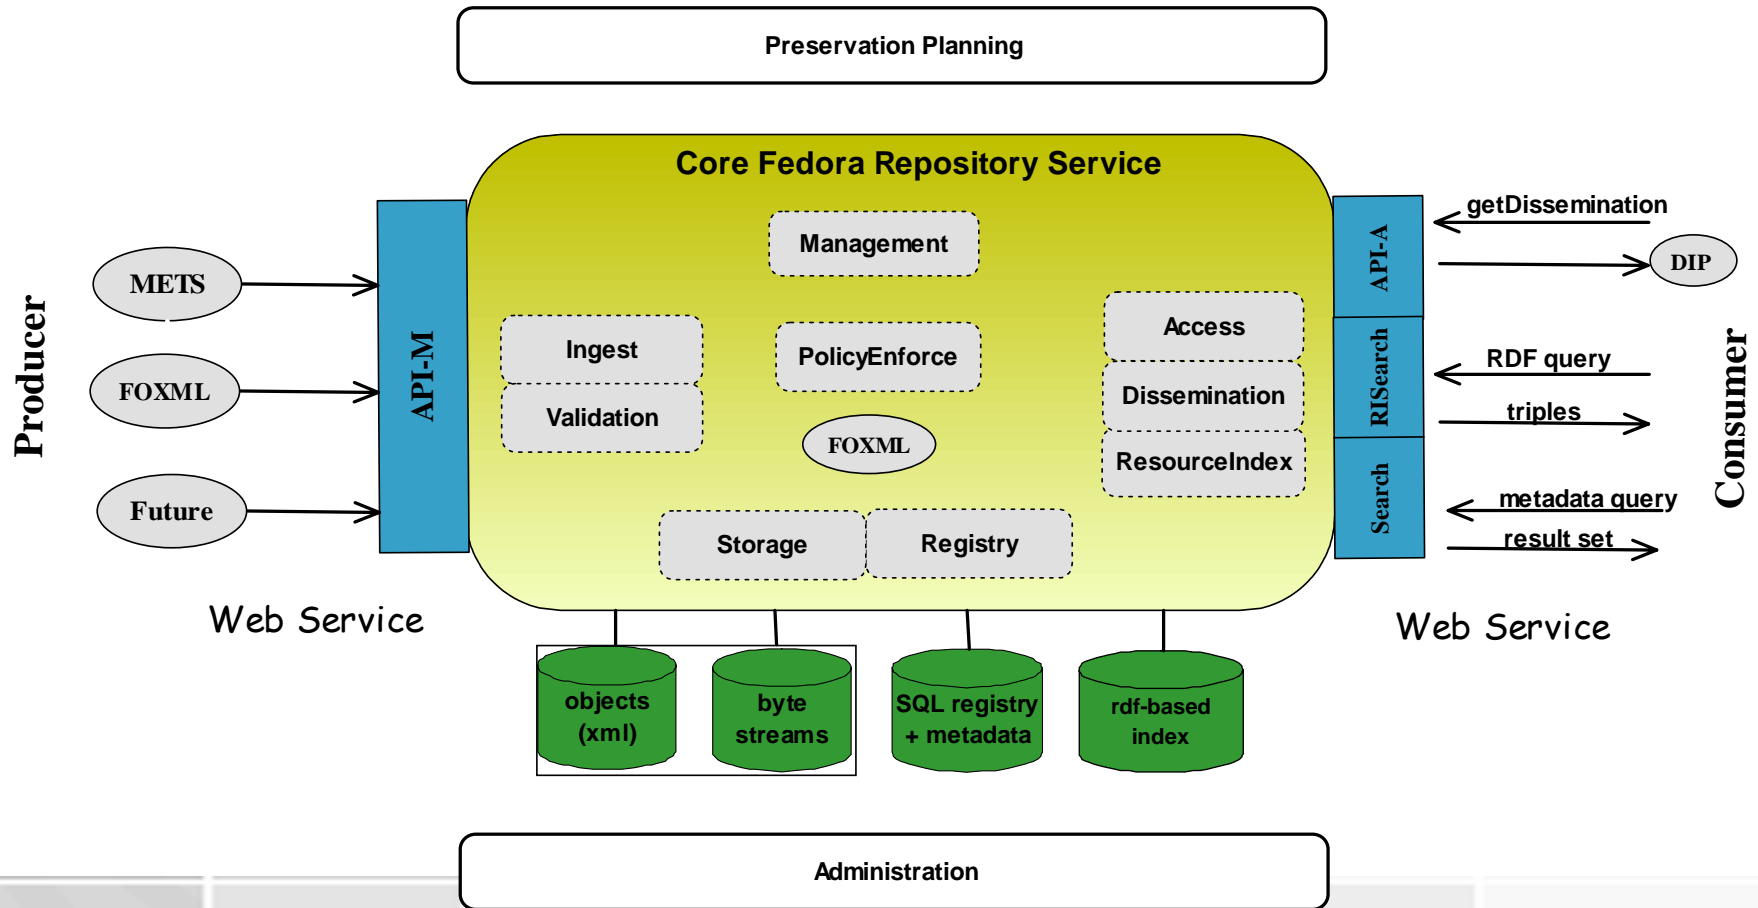 Preservation Planning
Core Fedora Repository Service
Producer
METS
FOXML
Future
API-M
Web Service
Management
Ingest
Validation
PolicyEnforce
FOXML
Access
Dissemination
ResourceIndex
Storage
Registry
API-A
RISearch
Search
getDissemination
DIP
RDF query
triples
metadata query
result set
Consumer
Web Service
objects
(xml)
byte
streams
SQL registry
+ metadata
rdf-based
index
Administration